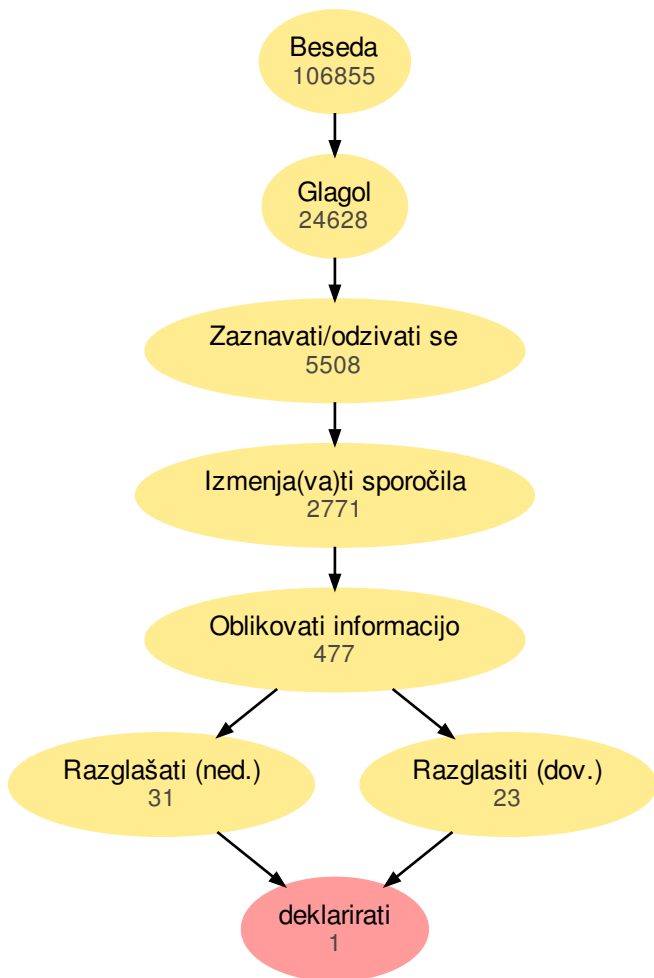 Beseda
106855
Glagol
24628
Zaznavati/odzivati se
5508
Izmenja(va)ti sporočila
2771
Oblikovati informacijo
477
Razglašati (ned.)
31
Razglasiti (dov.)
23
deklarirati
1